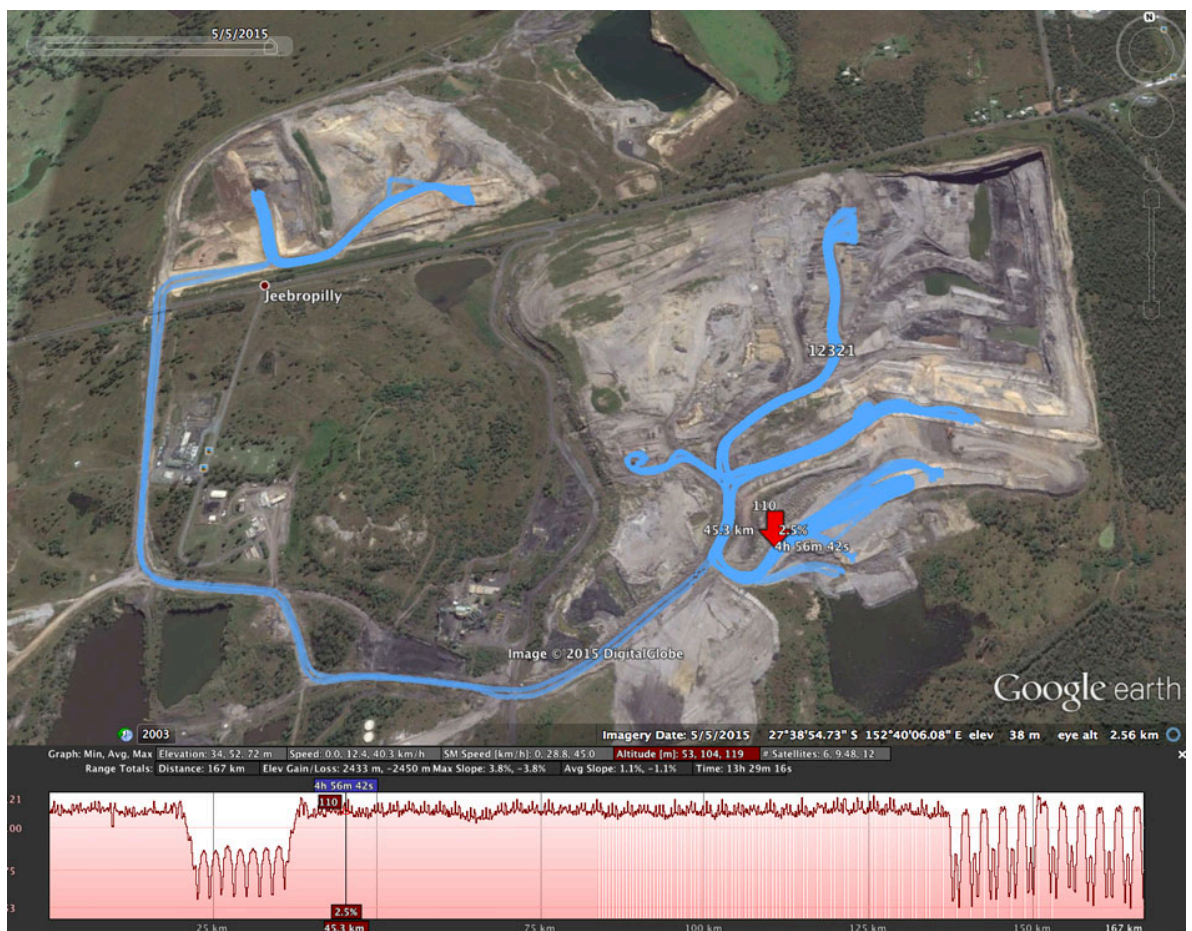 5/5/2015
N
Jeebropilly
12321
110
45.3 km
2.5%
4h 56m 42s
Image © 2015 DigitalGlobe
Google earth
2003
Imagery Date: 5/5/2015 27°38'54.73" S 152°40'06.08" E elev 38 m eye alt 2.56 km
Graph: Min, Avg, Max Elevation: 34, 52, 72 m Speed: 0.0, 12.4, 40.3 km/h SM Speed [km/h]: 0, 28.8, 45.0 Altitude [m]: 53, 104, 119 # Satellites: 6, 9.48, 12
Range Totals: Distance: 167 km Elev Gain/Loss: 2433 m, -2450 m Max Slope: 3.8%, -3.8% Avg Slope: 1.1%, -1.1% Time: 13h 29m 16s
4h 56m 42s
21
110
00
75
53
2.5%
25 km 45.3 km 75 km 100 km 125 km 150 km 167 km